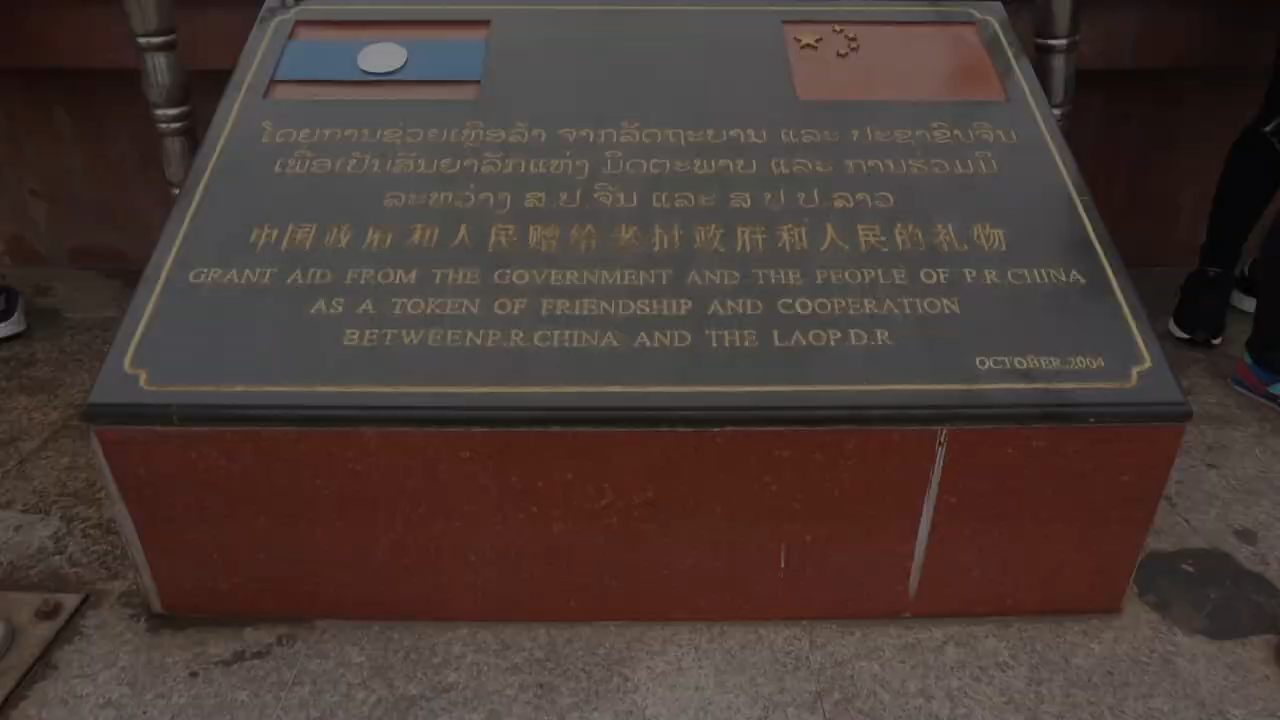 ໂດຍການຊ່ວຍເຫຼືອລ້າ ຈາກລັດຖະບານ ແລະ ປະຊາຊົນຈີນ
ເພື່ອເປັນສັນຍາລັກແຫ່ງ ມິດຕະພາບ ແລະ ການຮ່ວມມື
ລະຫວ່າງ ສ.ປ.ຈີນ ແລະ ສ ປ ປ ລາວ
中国政府和人民赠给老挝政府和人民的礼物
GRANT AID FROM THE GOVERNMENT AND THE PEOPLE OF P.R.CHINA
AS A TOKEN OF FRIENDSHIP AND COOPERATION
BETWEENP.R.CHINA AND THE LAOP.D.R
OCTOBER.2004